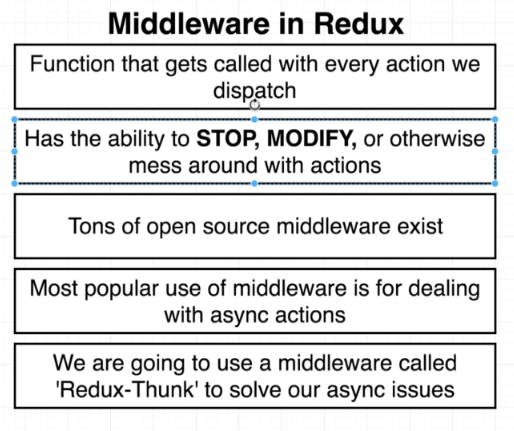 Middleware in Redux
Function that gets called with every action we
dispatch
Has the ability to STOP, MODIFY, or otherwise
mess around with actions
Tons of open source middleware exist
Most popular use of middleware is for dealing
with async actions
We are going to use a middleware called
'Redux-Thunk' to solve our async issues